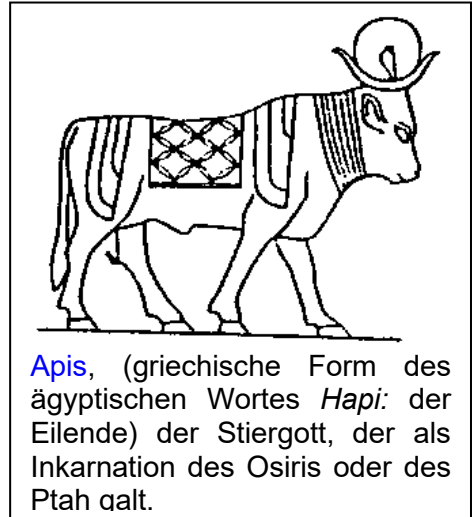 Apis, (griechische Form des
ägyptischen Wortes Hapi: der
Eilende) der Stiergott, der als
Inkarnation des Osiris oder des
Ptah galt.